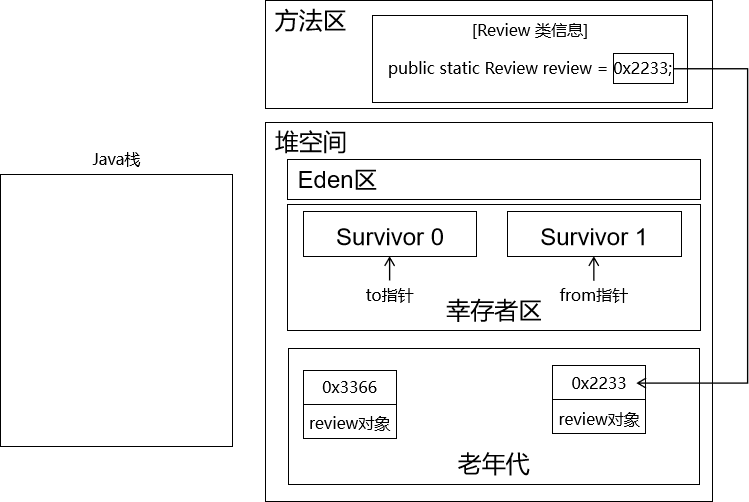 方法区
[Review 类信息]
public static Review review = 0x2233;
Java栈
堆空间
Eden区
Survivor 0
Survivor 1
to指针
from指针
幸存者区
0x3366
review对象
0x2233
review对象
老年代